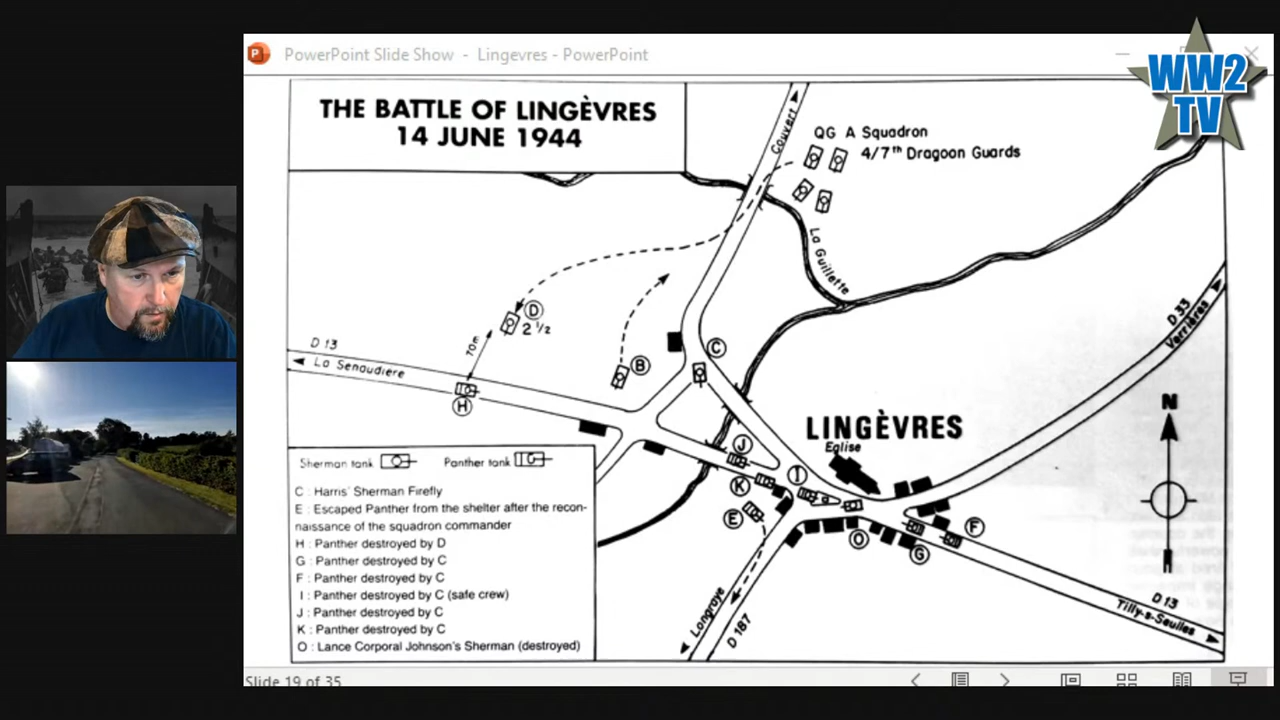 PowerPoint Slide Show - Lingevres - PowerPoint
WW2
TV
THE BATTLE OF LINGÈVRES
14 JUNE 1944
Couvert
QG A Squadron
4/7th Dragoon Guards
La Guillette
D
2 1/2
70m
D 13
La Senaudière
H
B
C
D 33
Verrières
N
LINGÈVRES
Eglise
J
I
K
E
O
G
F
Longraye
D 187
D 13
Tilly-s-Seulles
Sherman tank
Panther tank
C : Harris' Sherman Firefly
E : Escaped Panther from the shelter after the recon-
naissance of the squadron commander
H : Panther destroyed by D
G : Panther destroyed by C
F : Panther destroyed by C
I : Panther destroyed by C (safe crew)
J : Panther destroyed by C
K : Panther destroyed by C
O : Lance Corporal Johnson's Sherman (destroyed)
Slide 19 of 35